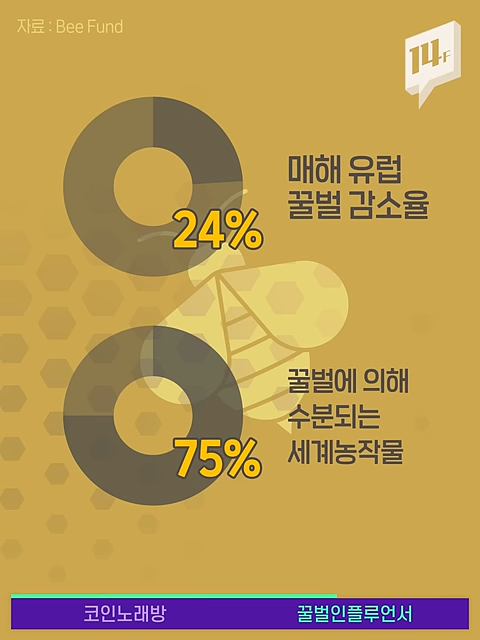 자료 : Bee Fund
14F
매해 유럽
꿀벌 감소율
24%
꿀벌에 의해
수분되는
세계농작물
75%
코인노래방
꿀벌인플루언서